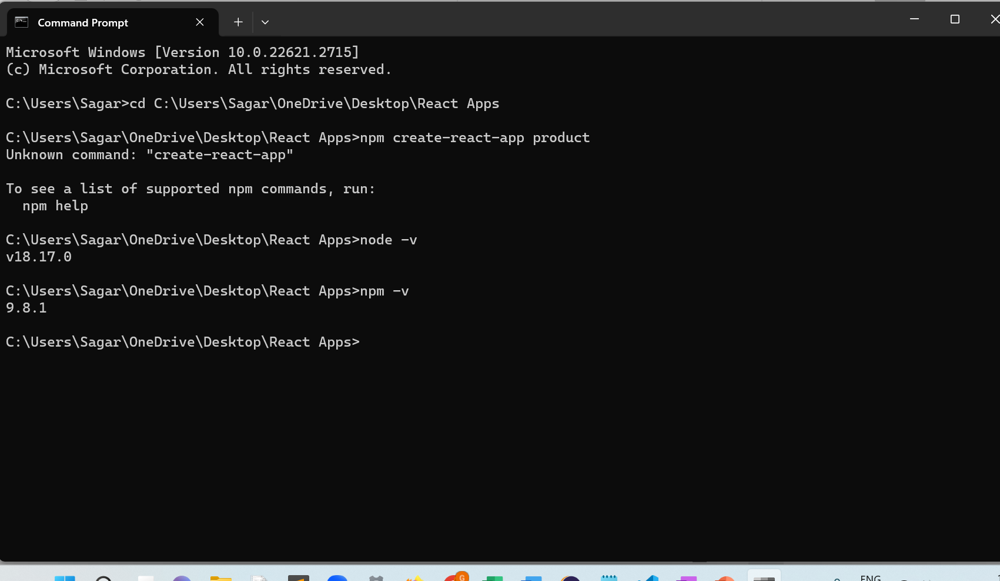 Command Prompt
Microsoft Windows [Version 10.0.22621.2715]
(c) Microsoft Corporation. All rights reserved.
C:\Users\Sagar>cd C:\Users\Sagar\OneDrive\Desktop\React Apps
C:\Users\Sagar\OneDrive\Desktop\React Apps>npm create-react-app product
Unknown command: "create-react-app"
To see a list of supported npm commands, run:
  npm help
C:\Users\Sagar\OneDrive\Desktop\React Apps>node -v
v18.17.0
C:\Users\Sagar\OneDrive\Desktop\React Apps>npm -v
9.8.1
C:\Users\Sagar\OneDrive\Desktop\React Apps>
G
ENG